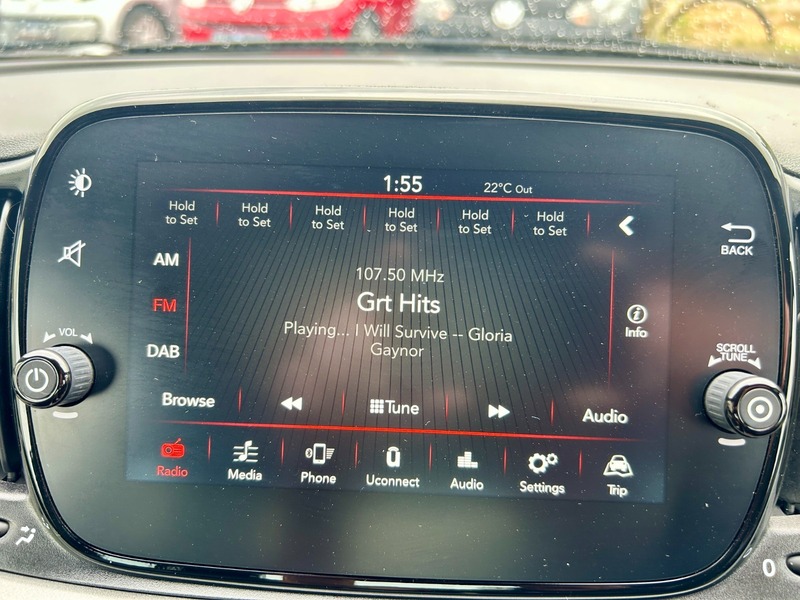 1:55
22°C Out
Hold to Set
Hold to Set
Hold to Set
Hold to Set
Hold to Set
Hold to Set
BACK
AM
107.50 MHz
FM
Grt Hits
Info
Playing... I Will Survive -- Gloria
Gaynor
VOL
DAB
SCROLL
TUNE
Browse
Tune
Audio
Radio
Media
Phone
Uconnect
Audio
Settings
Trip
0